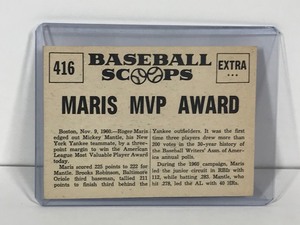 416
BASEBALL
SCOOPS
EXTRA
...
MARIS MVP AWARD
Boston, Nov. 9, 1960.—Roger Maris
edged out Mickey Mantle, his
New York Yankee teammate, by a three-
point margin to win the American
League Most Valuable Player Award
today.
Maris scored 225 points to 222 for
Mantle. Brooks Robinson, Baltimore
Oriole third baseman, tallied 211
points to finish third behind the
Yankee outfielders. It was the first
time three players drew more than
200 votes in the 36-year history of
the Baseball Writers' Assn. of Amer-
ica annual polls.
During the 1960 campaign, Maris
led the junior circuit in RBIs with
112, while batting .283. Mantle, who
hit .275, led the AL with 40 HRs.